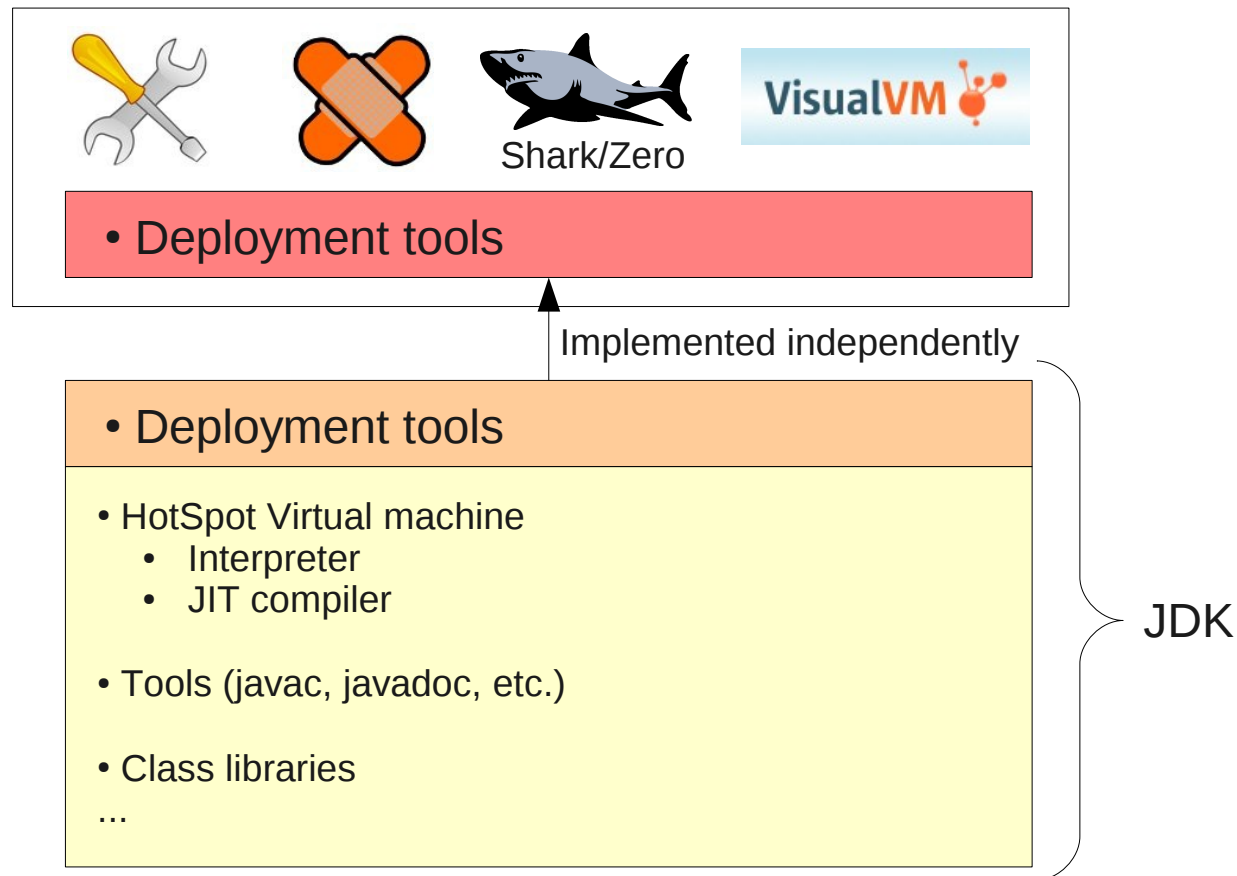 VisualVM
Shark/Zero
• Deployment tools
Implemented independently
• Deployment tools
• HotSpot Virtual machine
• Interpreter
• JIT compiler
JDK
• Tools (javac, javadoc, etc.)
• Class libraries
...